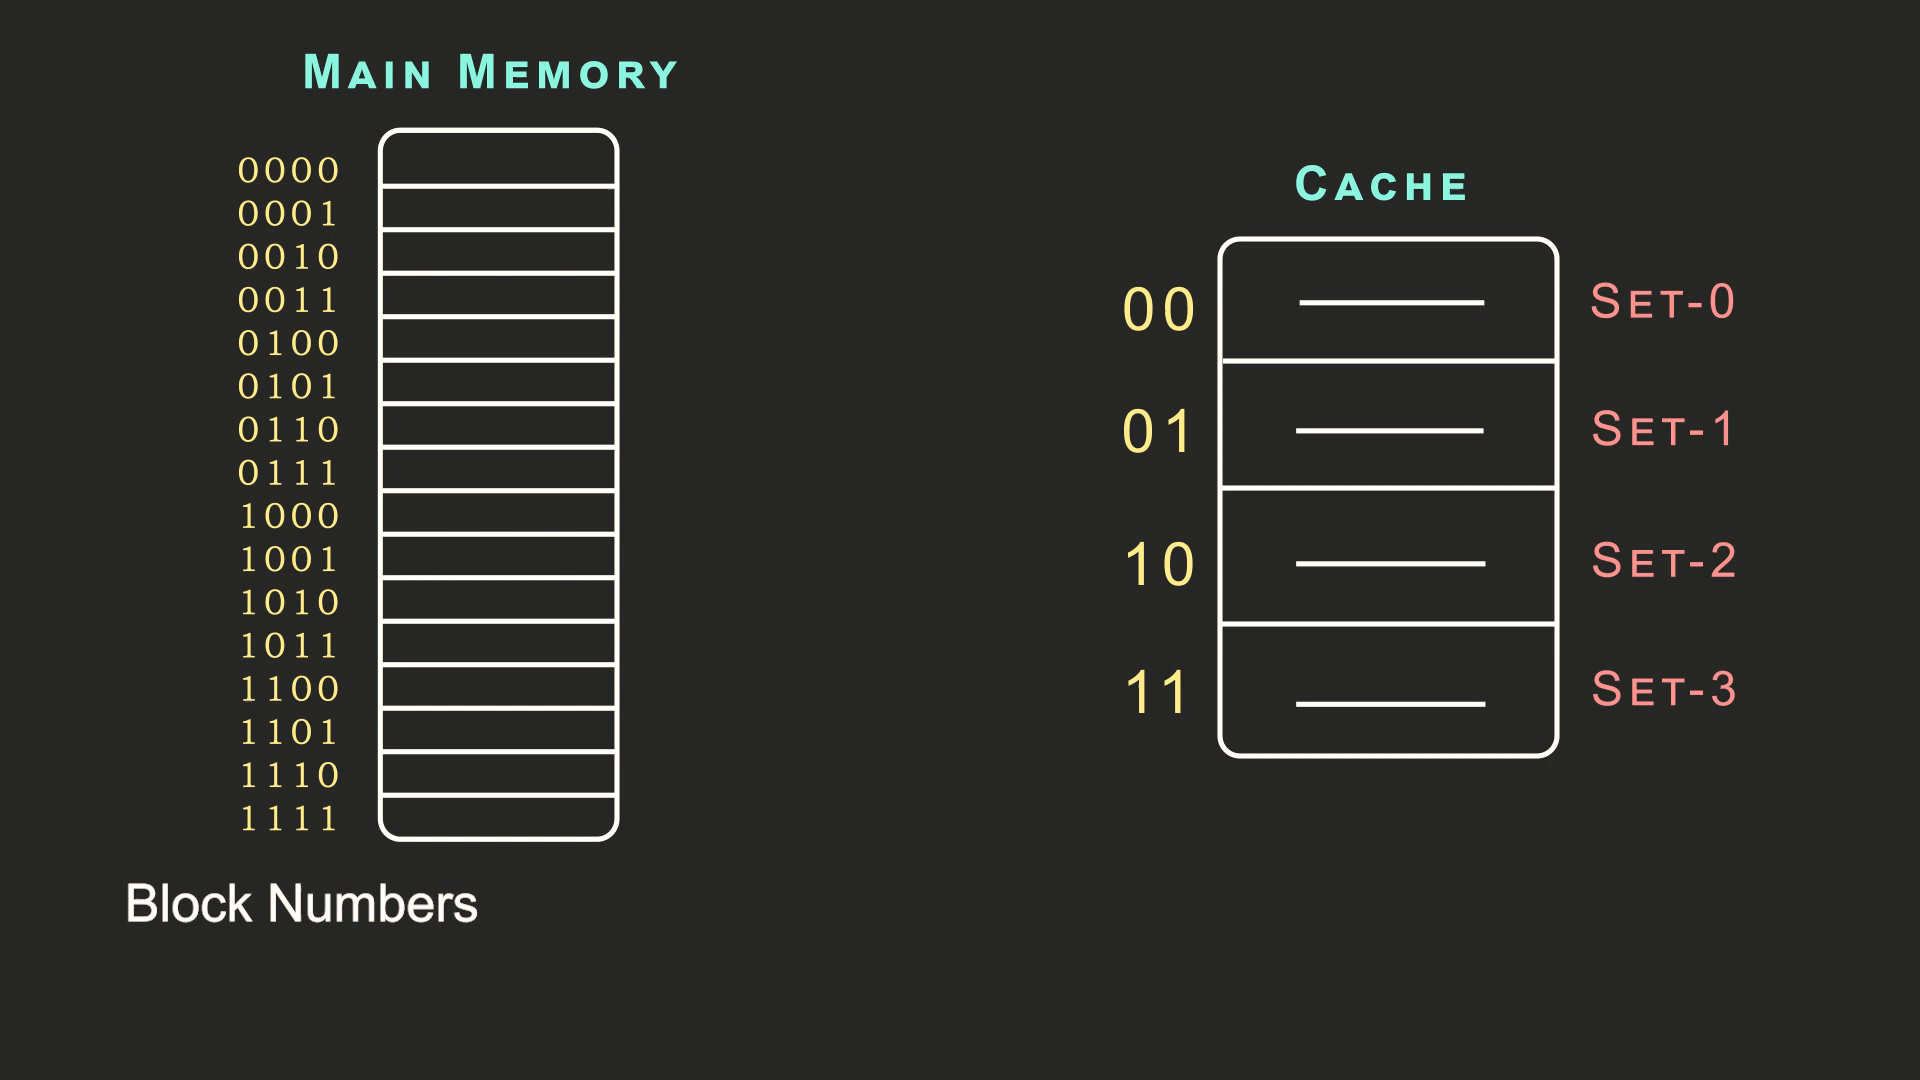 Main Memory
0000
0001
0010
0011
0100
0101
0110
0111
1000
1001
1010
1011
1100
1101
1110
1111
Block Numbers
Cache
00 Set-0
01 Set-1
10 Set-2
11 Set-3